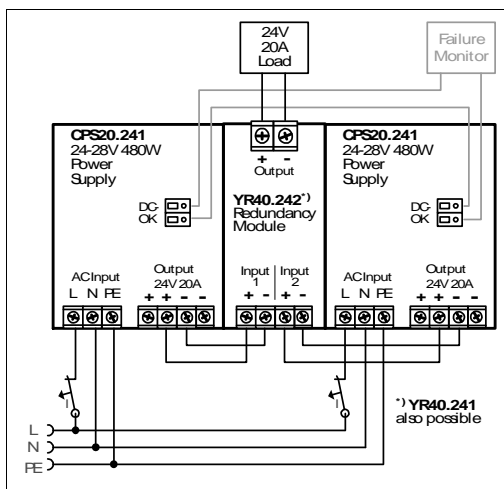 24V
20A
Load
Failure
Monitor
CPS20.241
24-28V 480W
Power
Supply
+ -
Output
CPS20.241
24-28V 480W
Power
Supply
YR40.242*)
Redundancy
Module
DC-
OK
DC-
OK
AC Input
L N PE
Output
24V 20A
+ + - -
Input
1
Input
2
+ - + -
AC Input
L N PE
Output
24V 20A
+ + - -
I
I
L
N
PE
*) YR40.241
also possible